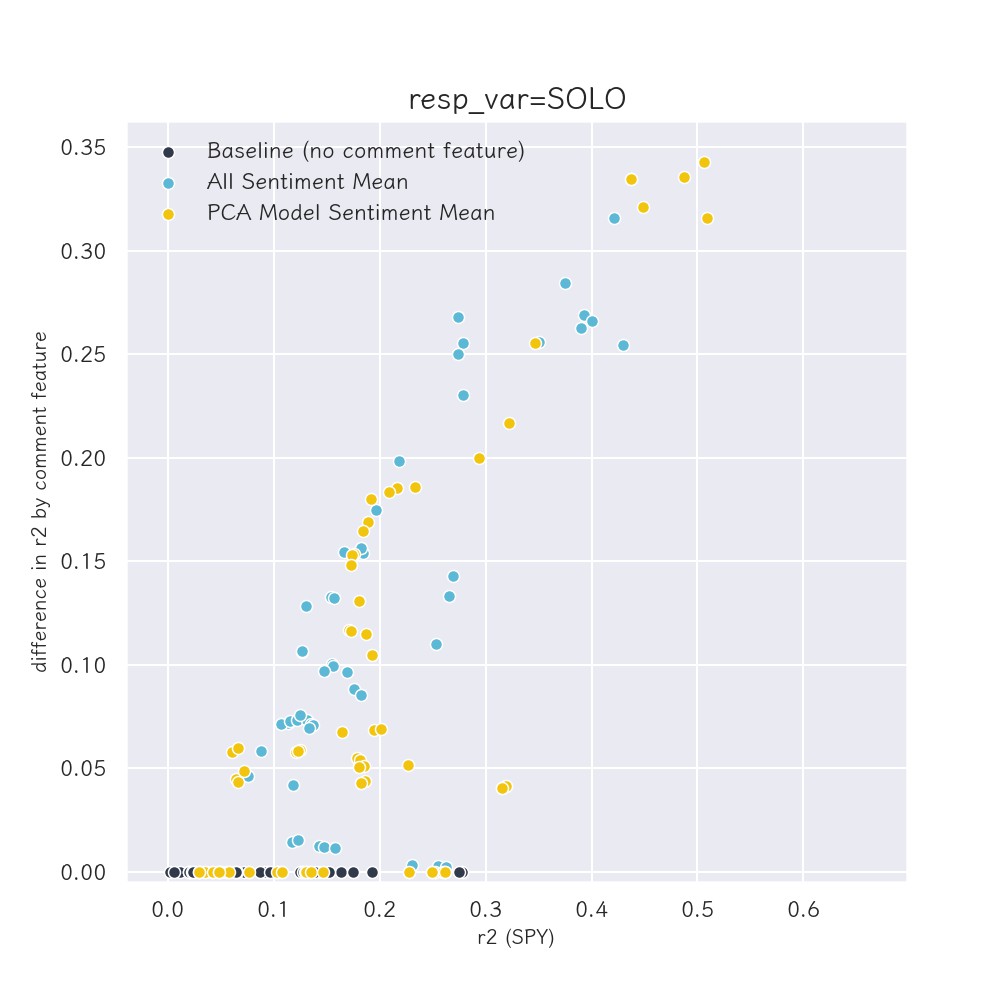 resp_var=SOLO
Baseline (no comment feature)
All Sentiment Mean
PCA Model Sentiment Mean
difference in r2 by comment feature
0.35
0.30
0.25
0.20
0.15
0.10
0.05
0.00
0.0 0.1 0.2 0.3 0.4 0.5 0.6
r2 (SPY)